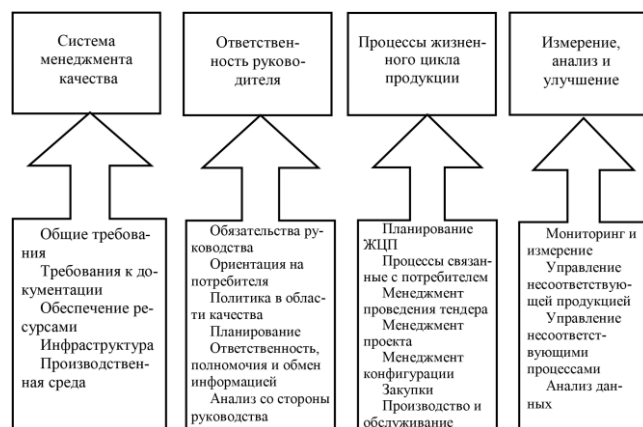 Система
менеджмента
качества
Ответствен-
ность руково-
дителя
Процессы жизнен-
ного цикла
продукции
Измерение,
анализ и
улучшение
Общие требова-
ния
Требования к до-
кументации
Обеспечение ре-
сурсами
Инфраструктура
Производствен-
ная среда
Обязательства ру-
ководства
Ориентация на
потребителя
Политика в облас-
ти качества
Планирование
Ответственность,
полномочия и обмен
информацией
Анализ со стороны
руководства
Планирование
ЖЦП
Процессы связанные
с потребителем
Менеджмент
проведения тендера
Менеджмент
проекта
Менеджмент
конфигурации
Закупки
Производство и
обслуживание
Мониторинг и
измерение
Управление
несоответствую-
щей продукцией
Управление
несоответст-
вующими
процессами
Анализ дан-
ных